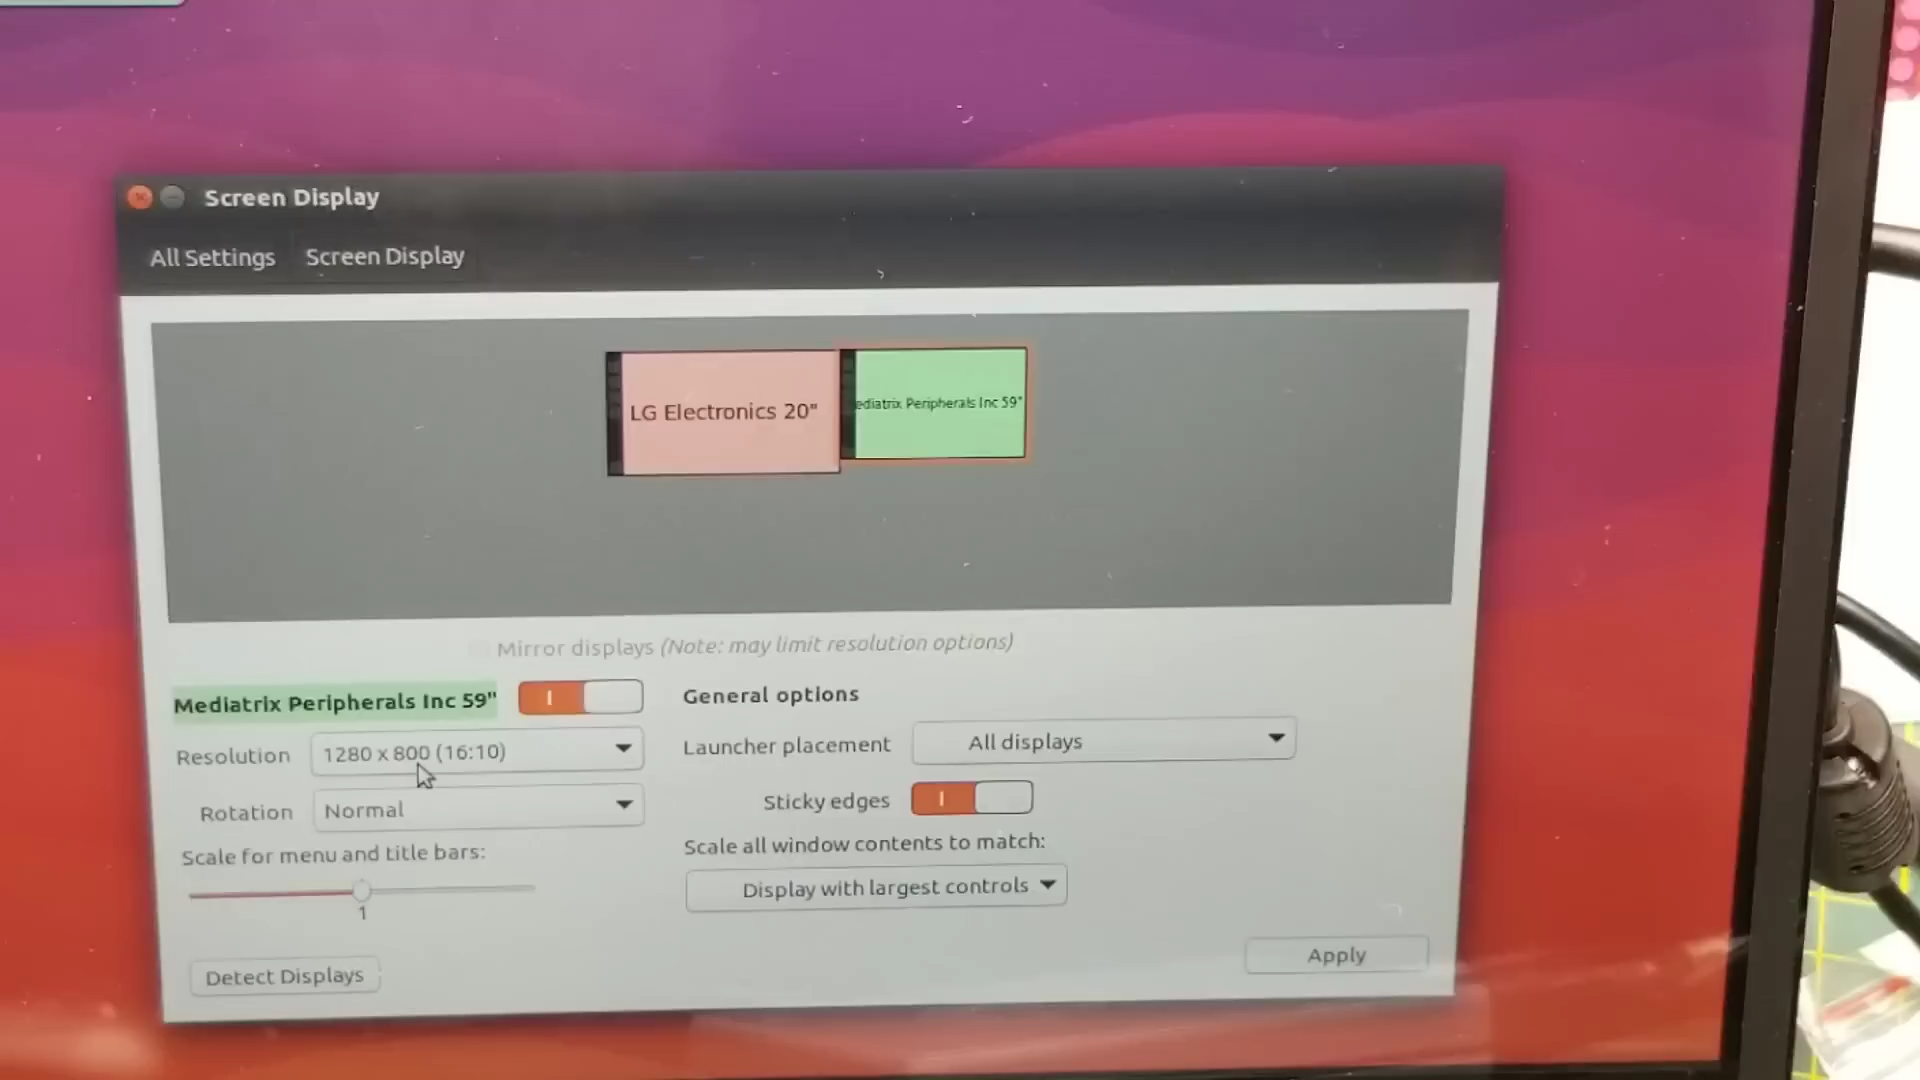 Screen Display
All Settings Screen Display
LG Electronics 20"
ediatrix Peripherals Inc 59"
Mirror displays (Note: may limit resolution options)
Mediatrix Peripherals Inc 59"
Resolution 1280 x 800 (16:10)
Rotation Normal
Scale for menu and title bars:
1
General options
Launcher placement All displays
Sticky edges
Scale all window contents to match:
Display with largest controls
Detect Displays
Apply